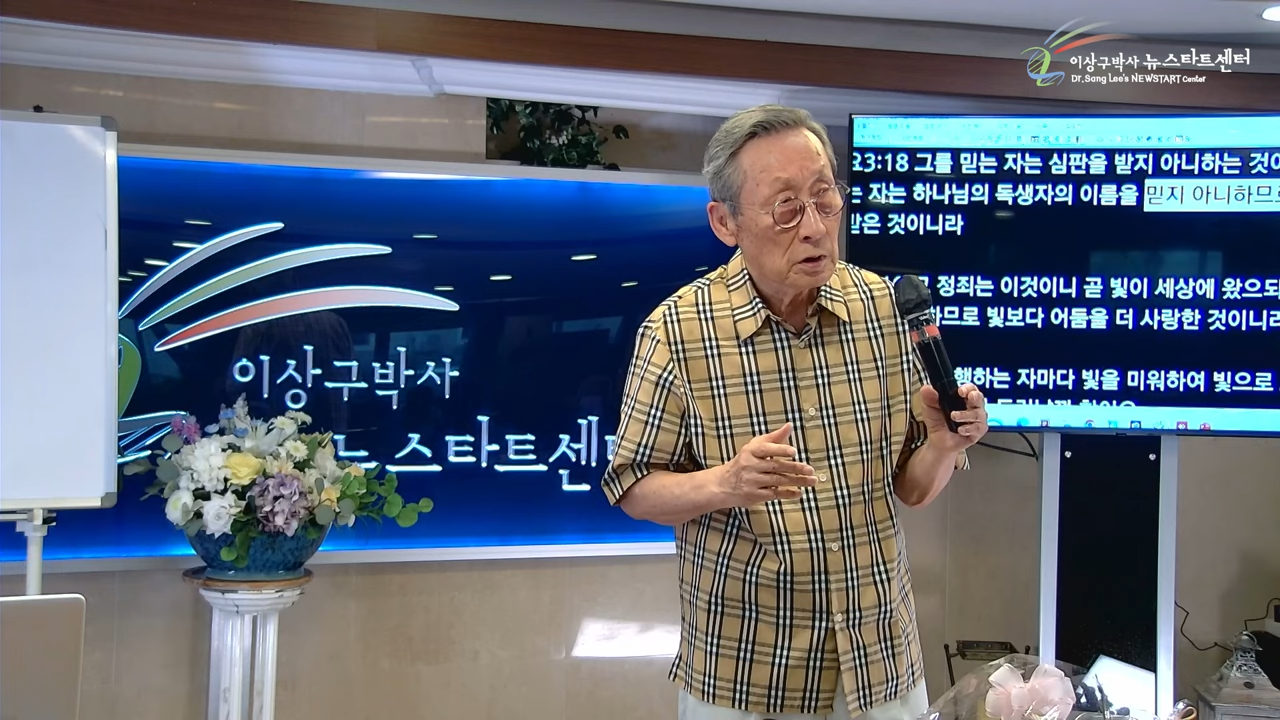 이상구박사 뉴스타트센터
Dr. Sang Lee's NEWSTART Center
이상구박사
뉴스타트센터
요3:18 그를 믿는 자는 심판을 받지 아니하는 것
는 자는 하나님의 독생자의 이름을 믿지 아니하므로
받은 것이니라
정죄는 이것이니 곧 빛이 세상에 왔으되
하므로 빛보다 어둠을 더 사랑한 것이니라
행하는 자마다 빛을 미워하여 빛으로